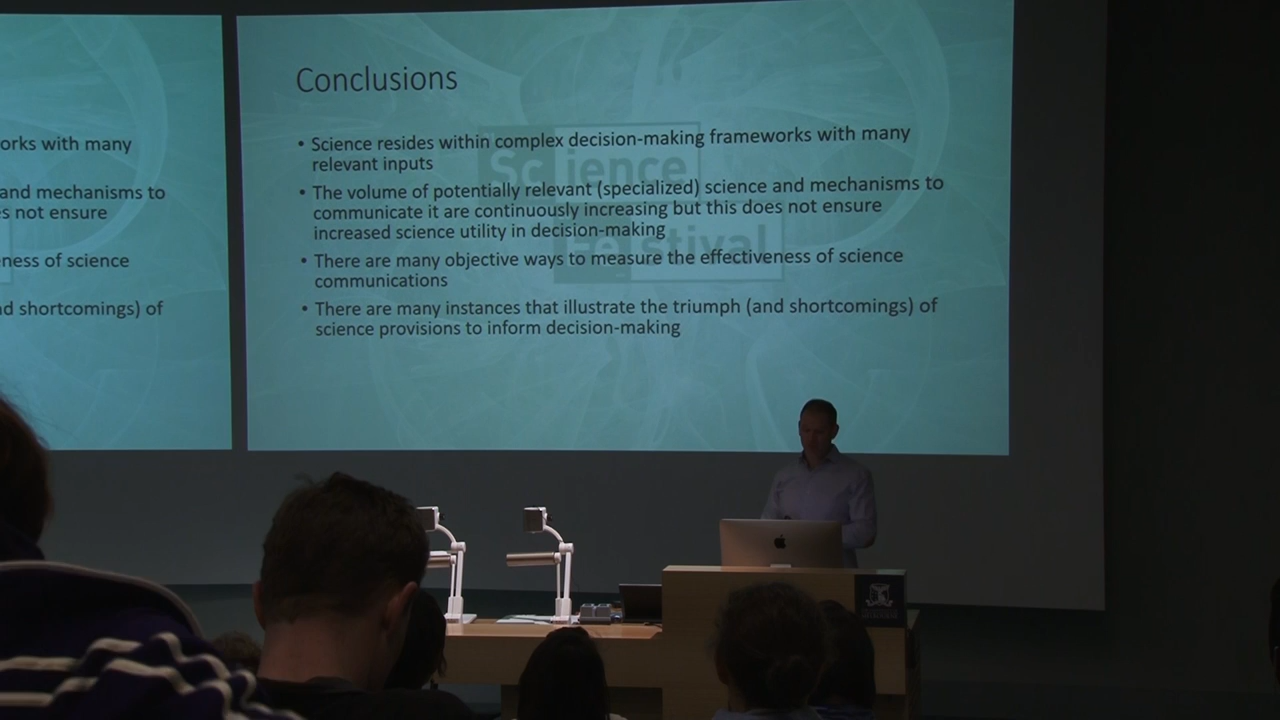 Conclusions
orks with many
• Science resides within complex decision-making frameworks with many
relevant inputs
and mechanisms to
s not ensure
• The volume of potentially relevant (specialized) science and mechanisms to
communicate it are continuously increasing but this does not ensure
increased science utility in decision-making
ness of science
• There are many objective ways to measure the effectiveness of science
communications
d shortcomings) of
• There are many instances that illustrate the triumph (and shortcomings) of
science provisions to inform decision-making
Science
Festival